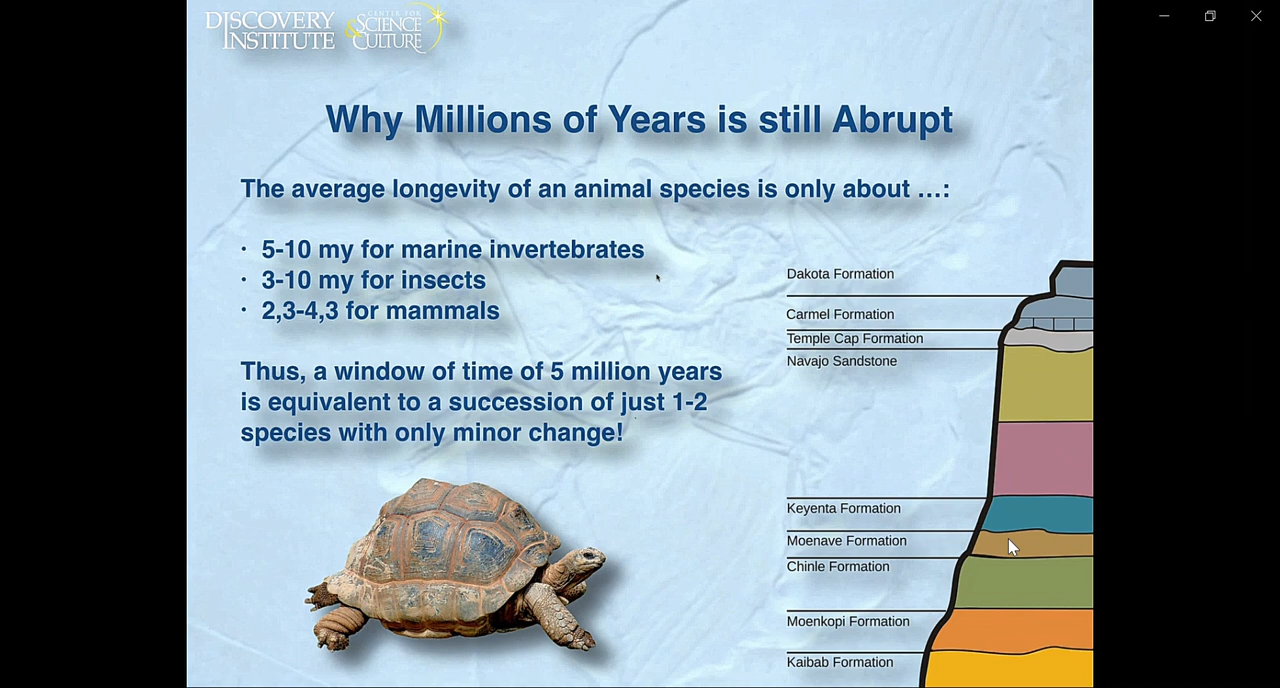 DISCOVERY
INSTITUTE
CENTER FOR
SCIENCE
& CULTURE
Why Millions of Years is still Abrupt
The average longevity of an animal species is only about …:
· 5-10 my for marine invertebrates
· 3-10 my for insects
· 2,3-4,3 for mammals
Thus, a window of time of 5 million years
is equivalent to a succession of just 1-2
species with only minor change!
Dakota Formation
Carmel Formation
Temple Cap Formation
Navajo Sandstone
Keyenta Formation
Moenave Formation
Chinle Formation
Moenkopi Formation
Kaibab Formation